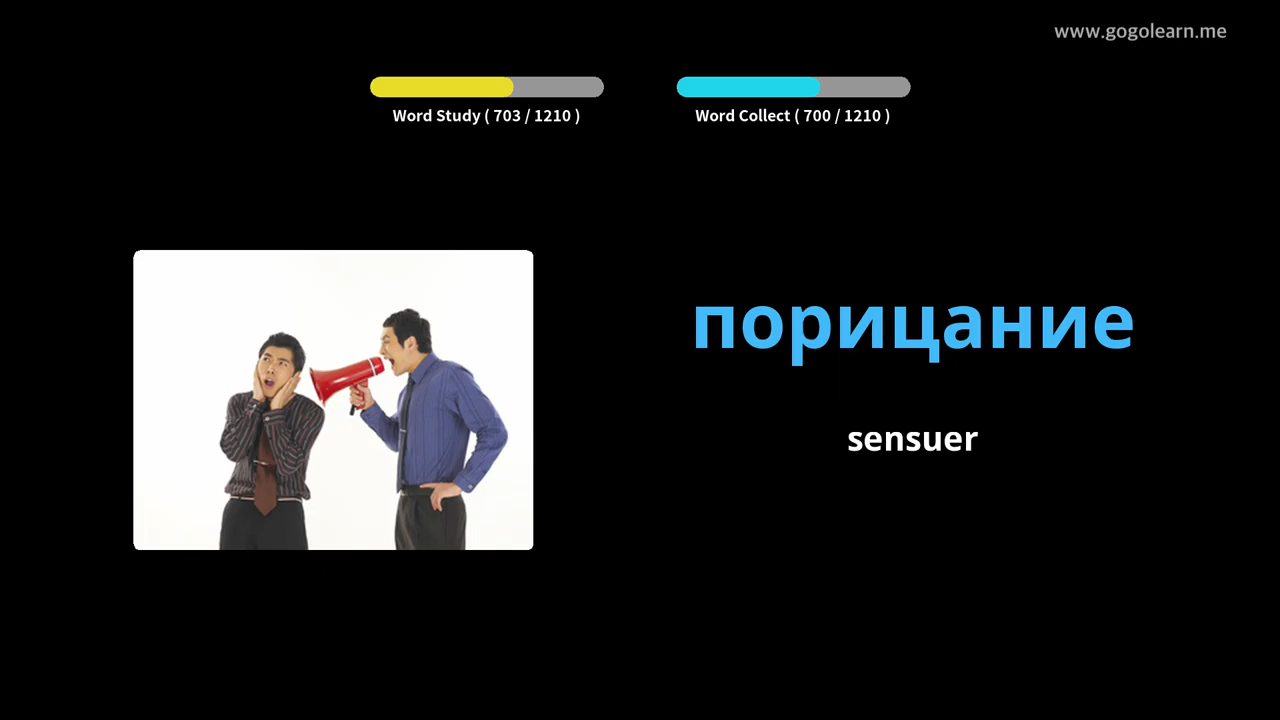 www.gogolearn.me
Word Study ( 703 / 1210 )
Word Collect ( 700 / 1210 )
порицание
sensuer